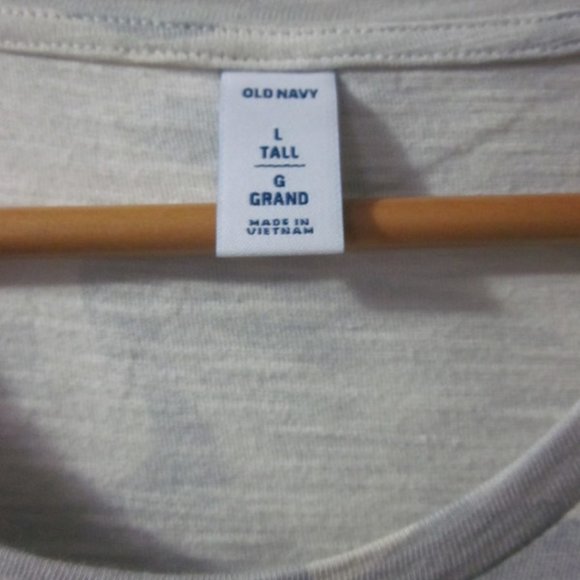 OLD NAVY
L
TALL
G
GRAND
MADE IN
VIETNAM